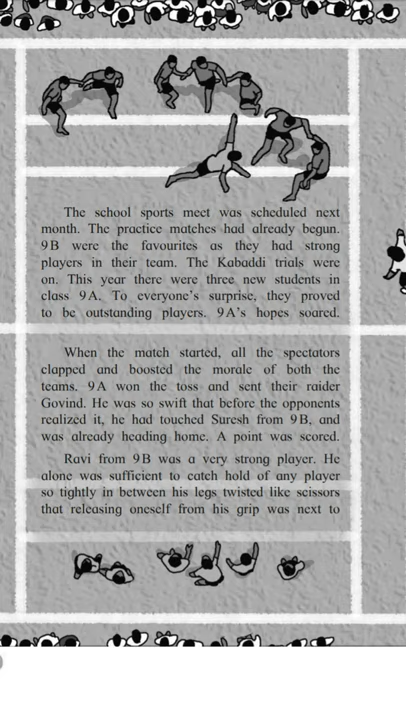 The school sports meet was scheduled next
month. The practice matches had already begun.
9 B were the favourites as they had strong
players in their team. The Kabaddi trials were
on. This year there were three new students in
class 9 A. To everyone's surprise, they proved
to be outstanding players. 9 A's hopes soared.
When the match started, all the spectators
clapped and boosted the morale of both the
teams. 9 A won the toss and sent their raider
Govind. He was so swift that before the opponents
realized it, he had touched Suresh from 9 B, and
was already heading home. A point was scored.
Ravi from 9 B was a very strong player. He
alone was sufficient to catch hold of any player
so tightly in between his legs twisted like scissors
that releasing oneself from his grip was next to